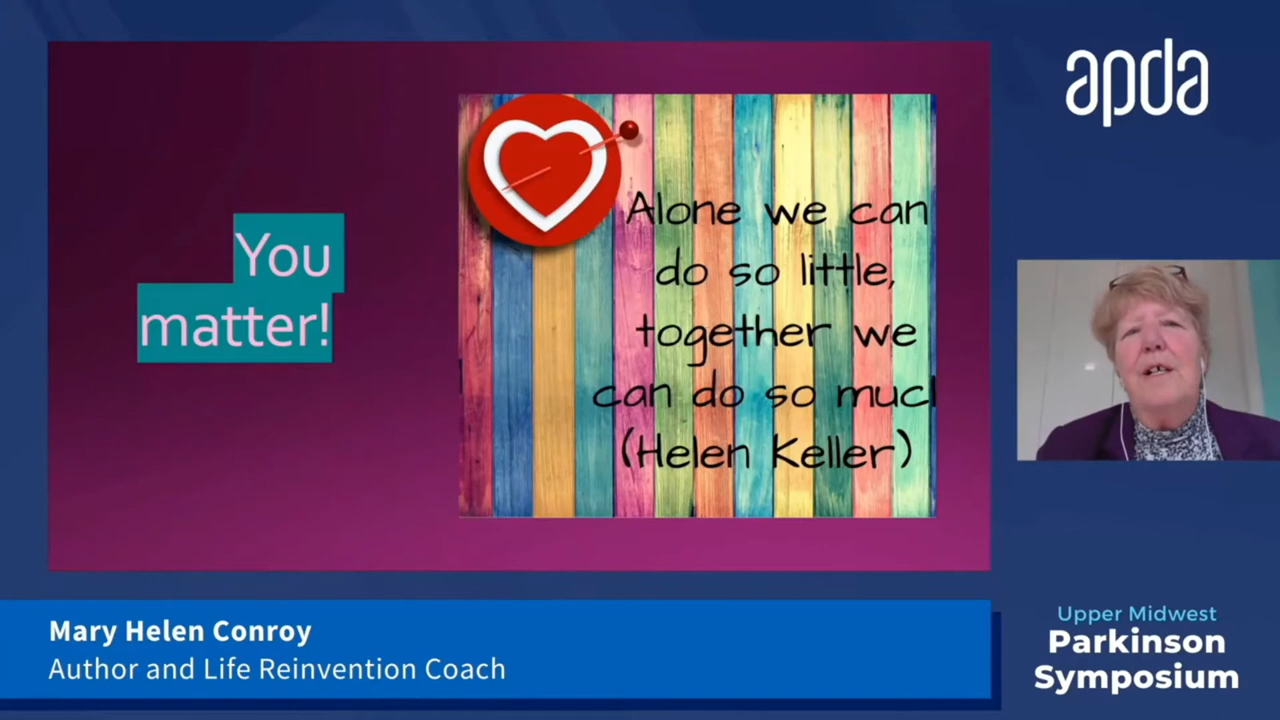 apda
You
matter!
Alone we can
do so little,
together we
can do so much
(Helen Keller)
Mary Helen Conroy
Author and Life Reinvention Coach
Upper Midwest
Parkinson
Symposium